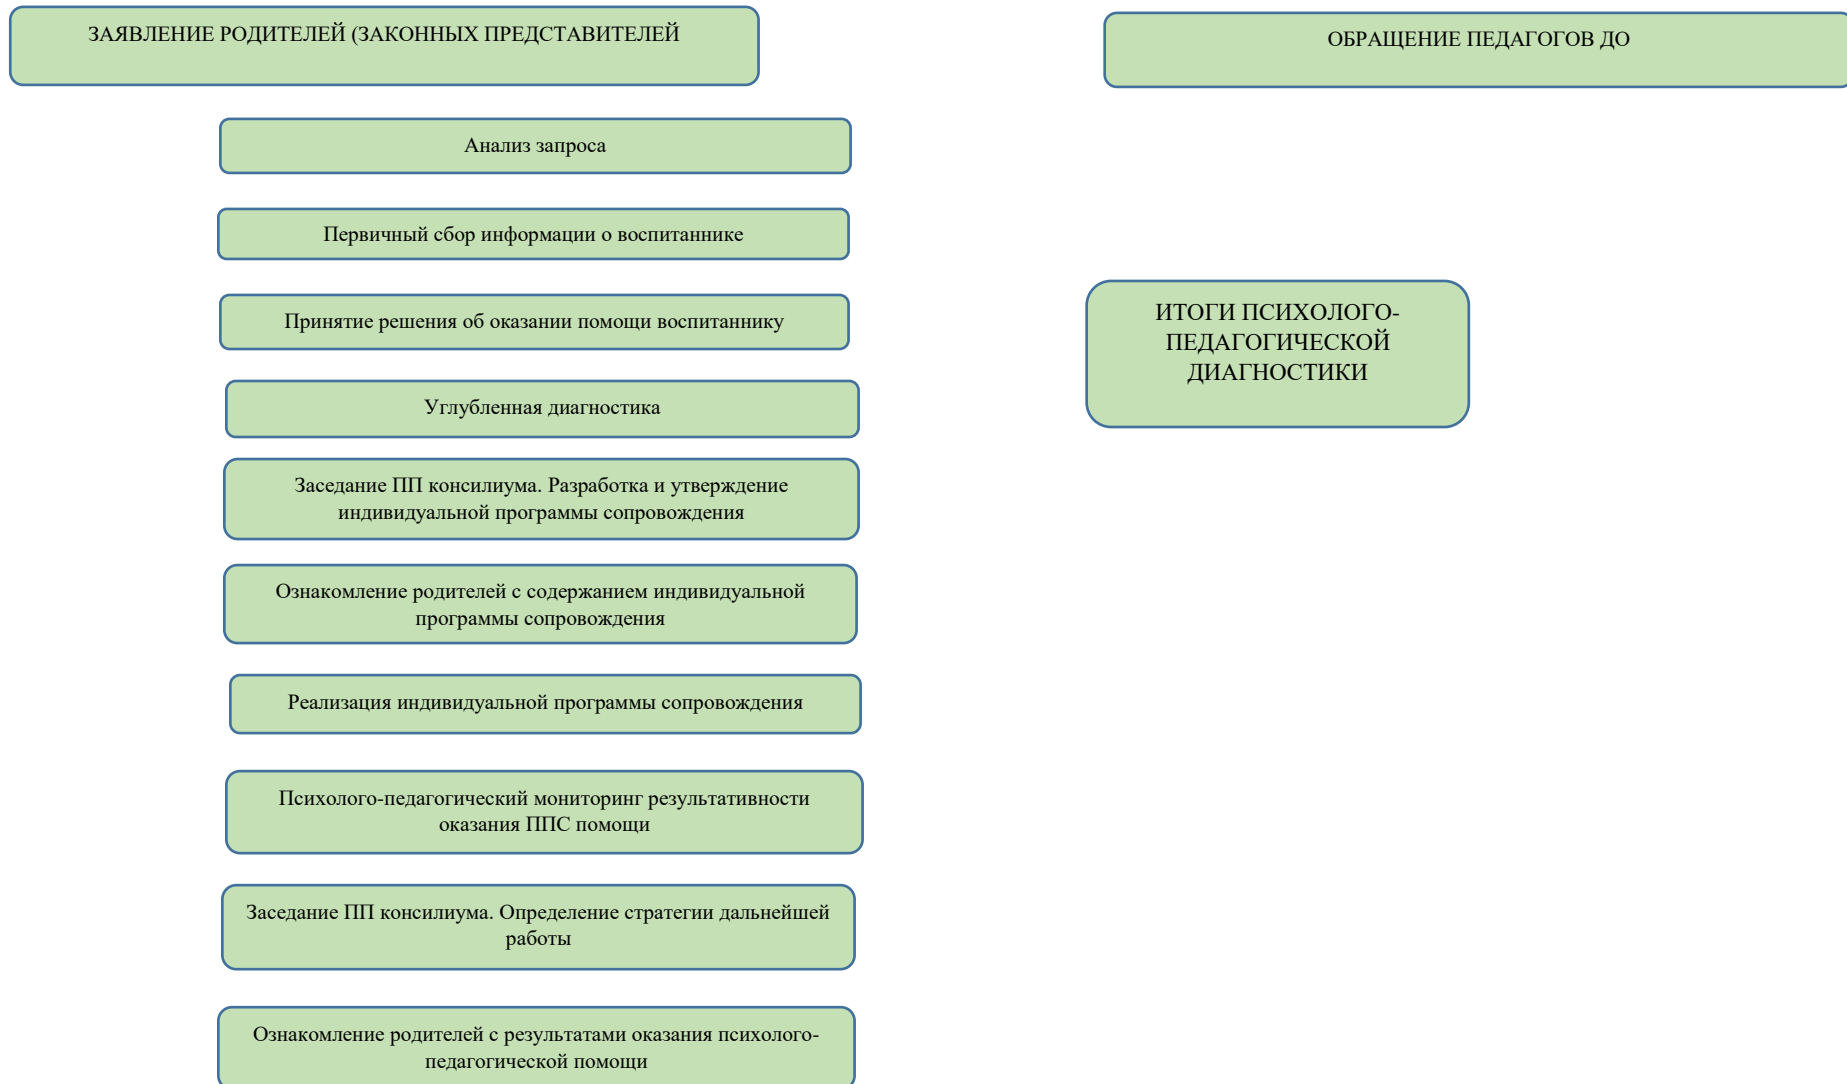 ЗАЯВЛЕНИЕ РОДИТЕЛЕЙ (ЗАКОННЫХ ПРЕДСТАВИТЕЛЕЙ
ОБРАЩЕНИЕ ПЕДАГОГОВ ДО
Анализ запроса
Первичный сбор информации о воспитаннике
Принятие решения об оказании помощи воспитаннику
ИТОГИ ПСИХОЛОГО-
ПЕДАГОГИЧЕСКОЙ
ДИАГНОСТИКИ
Углубленная диагностика
Заседание ПП консилиума. Разработка и утверждение
индивидуальной программы сопровождения
Ознакомление родителей с содержанием индивидуальной
программы сопровождения
Реализация индивидуальной программы сопровождения
Психолого-педагогический мониторинг результативности
оказания ППС помощи
Заседание ПП консилиума. Определение стратегии дальнейшей
работы
Ознакомление родителей с результатами оказания психолого-
педагогической помощи